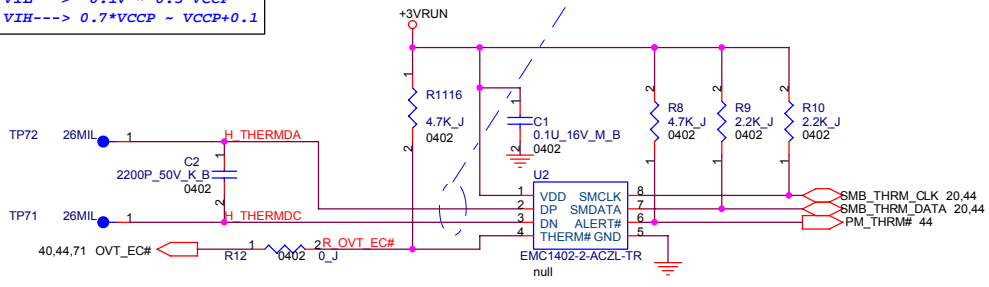 VIH---> 0.7*VCCP ~ VCCP+0.1
+3VRUN
1
R1116
4.7K_J
0402
2
1
C1
0.1U_16V_M_B
0402
2
2
R8
4.7K_J
0402
1
2
R9
2.2K_J
0402
1
2
R10
2.2K_J
0402
1
TP72
26MIL
1
H_THERMDA
1
C2
2200P_50V_K_B
0402
2
TP71
26MIL
1
H_THERMDC
40,44,71 OVT_EC#
1
R12
0402
2
0_J
R_OVT_EC#
U2
1 VDD SMCLK 8
2 DP SMDATA 7
3 DN ALERT# 6
4 THERM# GND 5
EMC1402-2-ACZL-TR
null
SMB_THRM_CLK 20,44
SMB_THRM_DATA 20,44
PM_THRM# 44